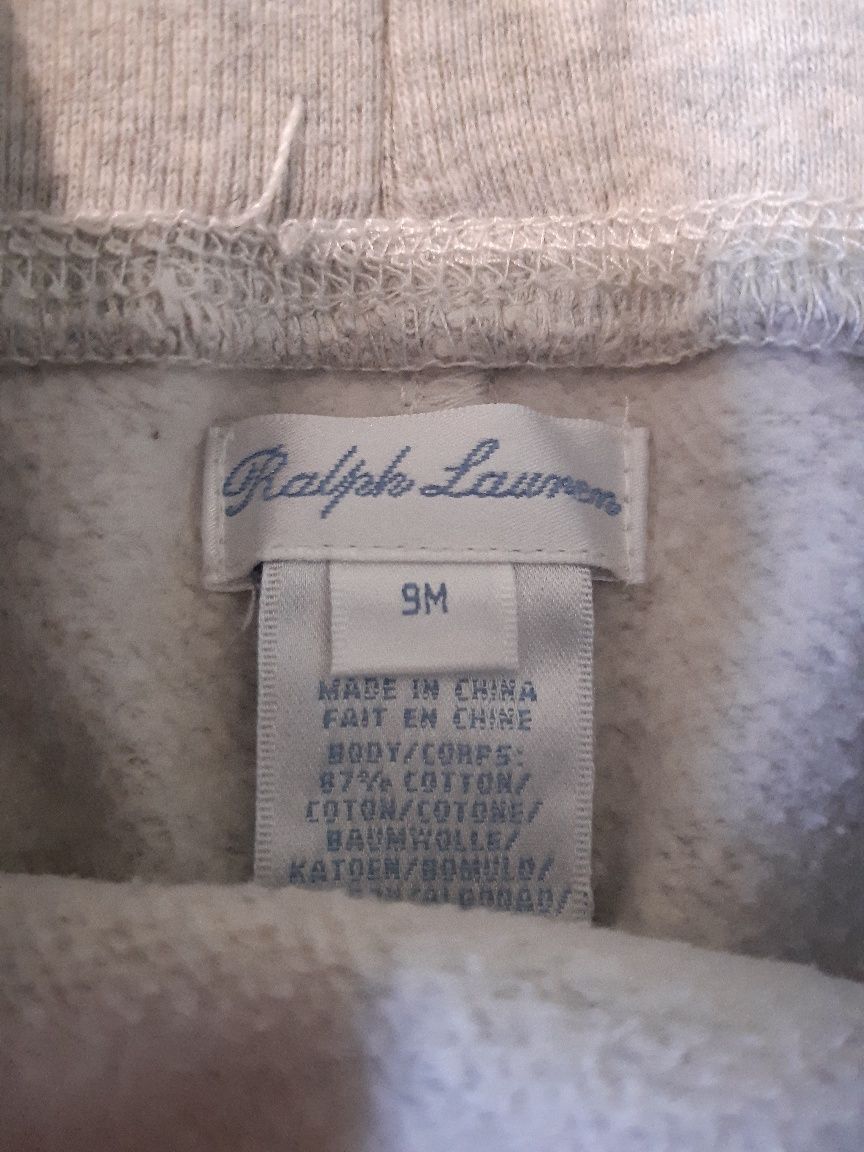 Ralph Lauren
9M
MADE IN CHINA
FAIT EN CHINE
BODY/CORPS:
87% COTTON/
COTON/COTONE/
BAUMWOLLE/
KATOEN/BOMULD/